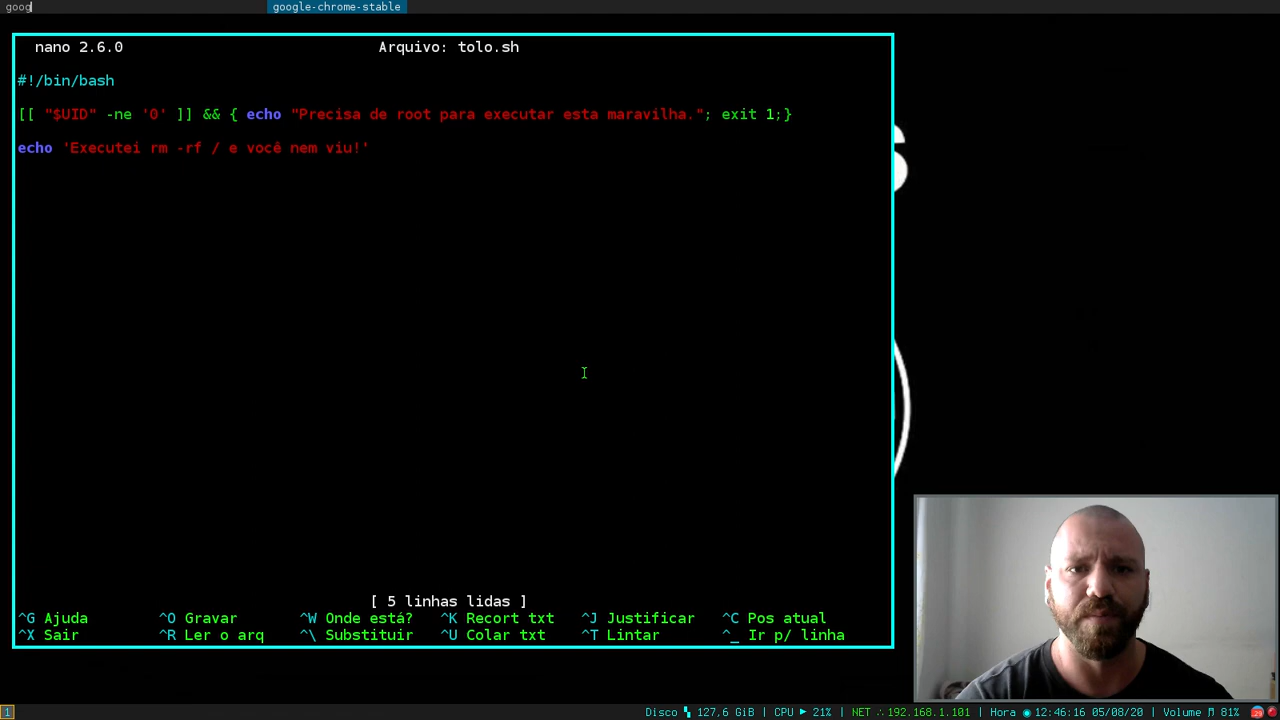 goog
google-chrome-stable
nano 2.6.0 Arquivo: tolo.sh
#!/bin/bash
[[ "$UID" -ne '0' ]] && { echo "Precisa de root para executar esta maravilha."; exit 1;}
echo 'Executei rm -rf / e você nem viu!'
[ 5 linhas lidas ]
^G Ajuda ^O Gravar ^W Onde está? ^K Recort txt ^J Justificar ^C Pos atual
^X Sair ^R Ler o arq ^\ Substituir ^U Colar txt ^T Lintar ^_ Ir p/ linha
1
Disco 127,6 GiB | CPU ► 21% | NET ∴ 192.168.1.101 | Hora ◉ 12:46:16 05/08/20 | Volume 81%